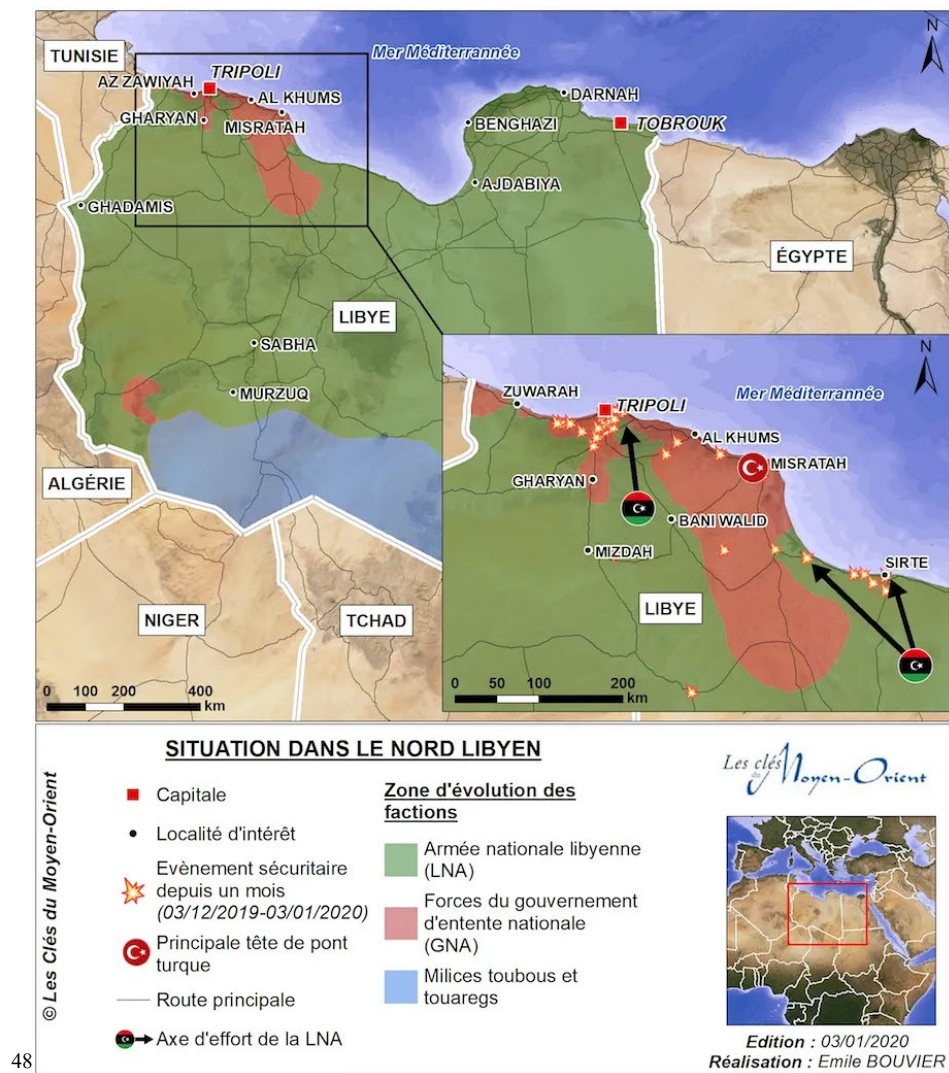 TUNISIE
Mer Méditerrannée
N
TRIPOLI
AZ ZAWIYAH
AL KHUMS
GHARYAN
MISRATAH
DARNAH
BENGHAZI
TOBROUK
AJDABIYA
GHADAMIS
ÉGYPTE
LIBYE
SABHA
MURZUQ
ALGÉRIE
NIGER
TCHAD
0 100 200 400
km
N
Mer Méditerrannée
ZUWARAH
TRIPOLI
AL KHUMS
MISRATAH
GHARYAN
BANI WALID
MIZDAH
SIRTE
LIBYE
0 50 100 200
km
SITUATION DANS LE NORD LIBYEN
Capitale
Localité d'intérêt
Evènement sécuritaire
depuis un mois
(03/12/2019-03/01/2020)
Principale tête de pont
turque
Route principale
Axe d'effort de la LNA
Zone d'évolution des
factions
Armée nationale libyenne
(LNA)
Forces du gouvernement
d'entente nationale
(GNA)
Milices toubous et
touaregs
Les clés
du Moyen-Orient
Edition : 03/01/2020
Réalisation : Emile BOUVIER
© Les Clés du Moyen-Orient
48